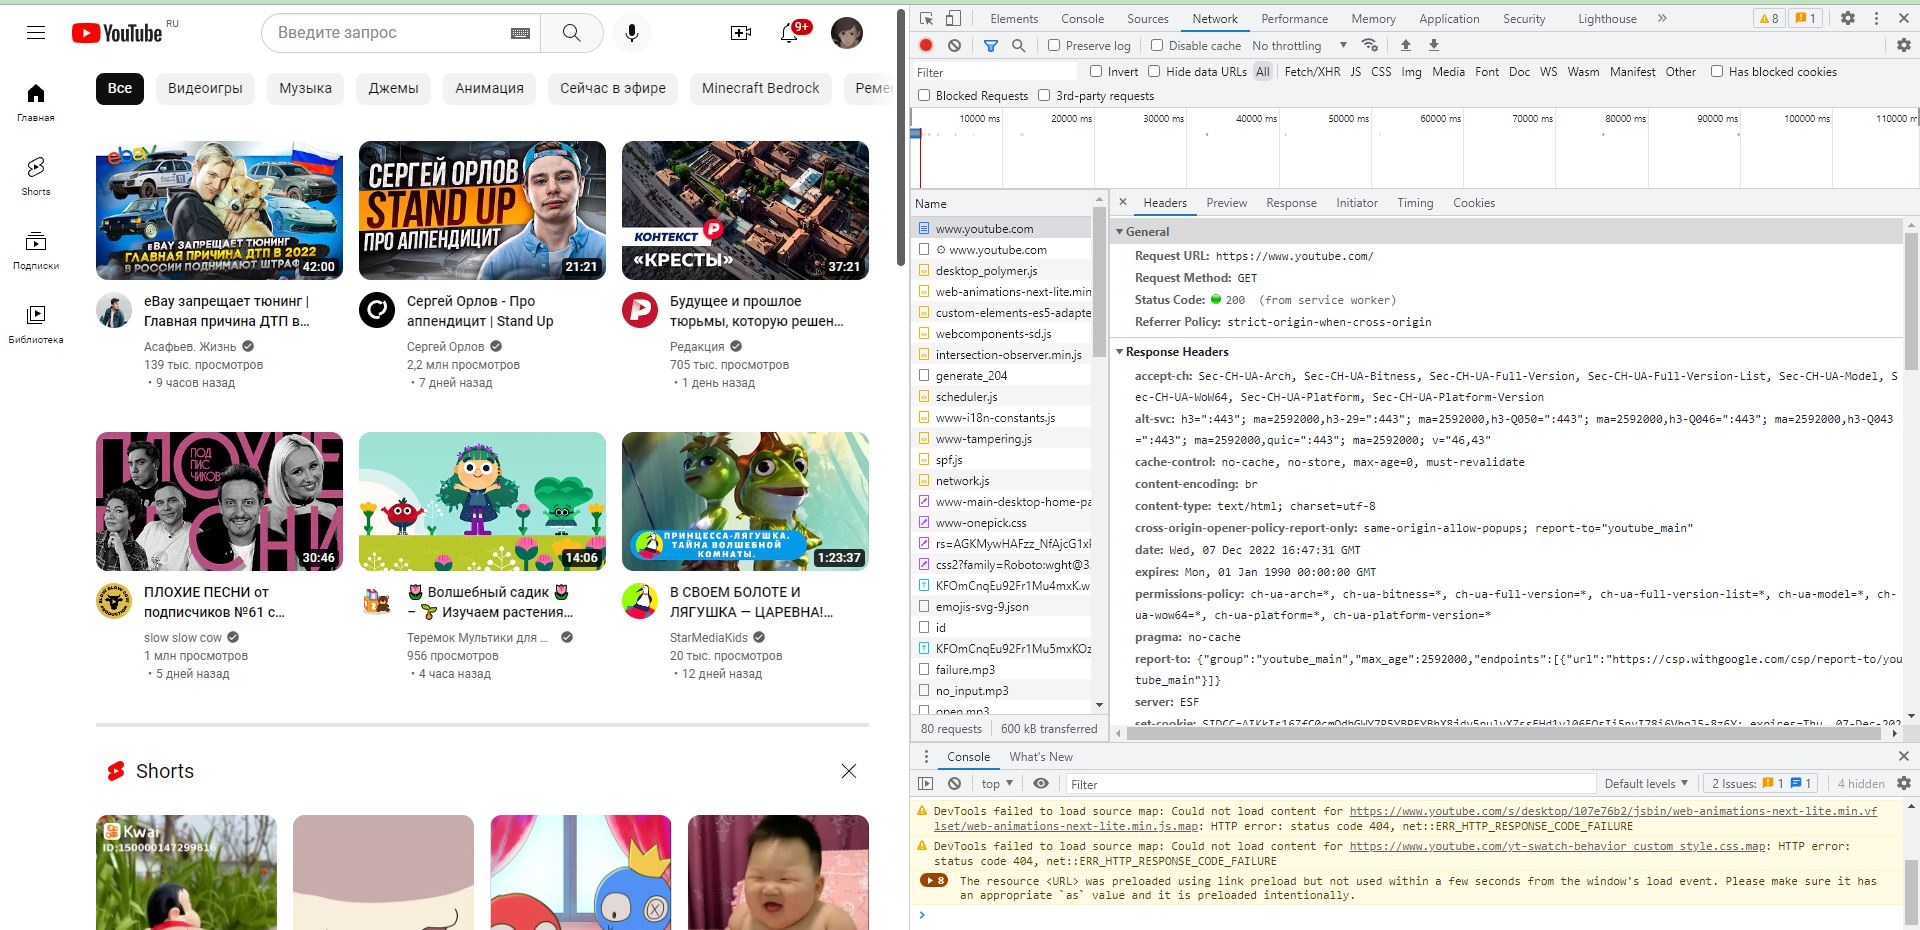 YouTube RU
Введите запрос
9+
Все Видеоигры Музыка Джемы Анимация Сейчас в эфире Minecraft Bedrock
Главная
Shorts
Подписки
Библиотека
ebay
eBAY ЗАПРЕЩАЕТ ТЮНИНГ
ГЛАВНАЯ ПРИЧИНА ДТП В 2022
В РОССИИ ПОДНИМАЮТ
42:00
eBay запрещает тюнинг |
Главная причина ДТП в...
Асафьев. Жизнь
139 тыс. просмотров
• 9 часов назад
СЕРГЕЙ ОРЛОВ
STAND UP
ПРО АППЕНДИЦИТ
21:21
Сергей Орлов - Про
аппендицит | Stand Up
Сергей Орлов
2,2 млн просмотров
• 7 дней назад
КОНТЕКСТ
«КРЕСТЫ»
37:21
Будущее и прошлое
тюрьмы, которую решен...
Редакция
705 тыс. просмотров
• 1 день назад
ПОД
ПИС
ЧИКОВ
30:46
ПЛОХИЕ ПЕСНИ от
подписчиков №61 с...
slow slow cow
1 млн просмотров
• 5 дней назад
14:06
Волшебный садик
– Изучаем растения...
Теремок Мультики для ...
956 просмотров
• 4 часа назад
ПРИНЦЕССА-ЛЯГУШКА.
ТАЙНА ВОЛШЕБНОЙ
КОМНАТЫ.
1:23:37
В СВОЕМ БОЛОТЕ И
ЛЯГУШКА — ЦАРЕВНА!...
StarMediaKids
20 тыс. просмотров
• 12 дней назад
Shorts
Kwai
ID:150000147299816
Elements Console Sources Network Performance Memory Application Security Lighthouse » 8 1
Preserve log Disable cache No throttling
Filter Invert Hide data URLs All Fetch/XHR JS CSS Img Media Font Doc WS Wasm Manifest Other Has blocked cookies
Blocked Requests 3rd-party requests
10000 ms 20000 ms 30000 ms 40000 ms 50000 ms 60000 ms 70000 ms 80000 ms 90000 ms 100000 ms 110000 m
Name
www.youtube.com
www.youtube.com
desktop_polymer.js
web-animations-next-lite.min
custom-elements-es5-adapte
webcomponents-sd.js
intersection-observer.min.js
generate_204
scheduler.js
www-i18n-constants.js
www-tampering.js
spf.js
network.js
www-main-desktop-home-pa
www-onepick.css
rs=AGKMywHAFzz_NfAjcG1xl
css2?family=Roboto:wght@3
KFOmCnqEu92Fr1Mu4mxK.w
emojis-svg-9.json
id
KFOmCnqEu92Fr1Mu5mxKOz
failure.mp3
no_input.mp3
open.mp3
80 requests 600 kB transferred
Headers Preview Response Initiator Timing Cookies
General
Request URL: https://www.youtube.com/
Request Method: GET
Status Code: 200 (from service worker)
Referrer Policy: strict-origin-when-cross-origin
Response Headers
accept-ch: Sec-CH-UA-Arch, Sec-CH-UA-Bitness, Sec-CH-UA-Full-Version, Sec-CH-UA-Full-Version-List, Sec-CH-UA-Model, S
ec-CH-UA-WoW64, Sec-CH-UA-Platform, Sec-CH-UA-Platform-Version
alt-svc: h3=":443"; ma=2592000,h3-29=":443"; ma=2592000,h3-Q050=":443"; ma=2592000,h3-Q046=":443"; ma=2592000,h3-Q043
=":443"; ma=2592000,quic=":443"; ma=2592000; v="46,43"
cache-control: no-cache, no-store, max-age=0, must-revalidate
content-encoding: br
content-type: text/html; charset=utf-8
cross-origin-opener-policy-report-only: same-origin-allow-popups; report-to="youtube_main"
date: Wed, 07 Dec 2022 16:47:31 GMT
expires: Mon, 01 Jan 1990 00:00:00 GMT
permissions-policy: ch-ua-arch=*, ch-ua-bitness=*, ch-ua-full-version=*, ch-ua-full-version-list=*, ch-ua-model=*, ch-
ua-wow64=*, ch-ua-platform=*, ch-ua-platform-version=*
pragma: no-cache
report-to: {"group":"youtube_main","max_age":2592000,"endpoints":[{"url":"https://csp.withgoogle.com/csp/report-to/you
tube_main"}]}
server: ESF
Console What's New
top Filter Default levels 2 Issues: 1 1 4 hidden
DevTools failed to load source map: Could not load content for https://www.youtube.com/s/desktop/107e76b2/jsbin/web-animations-next-lite.min.vf
lset/web-animations-next-lite.min.js.map: HTTP error: status code 404, net::ERR_HTTP_RESPONSE_CODE_FAILURE
DevTools failed to load source map: Could not load content for https://www.youtube.com/yt-swatch-behavior custom style.css.map: HTTP error:
status code 404, net::ERR_HTTP_RESPONSE_CODE_FAILURE
8 The resource <URL> was preloaded using link preload but not used within a few seconds from the window's load event. Please make sure it has
an appropriate `as` value and it is preloaded intentionally.